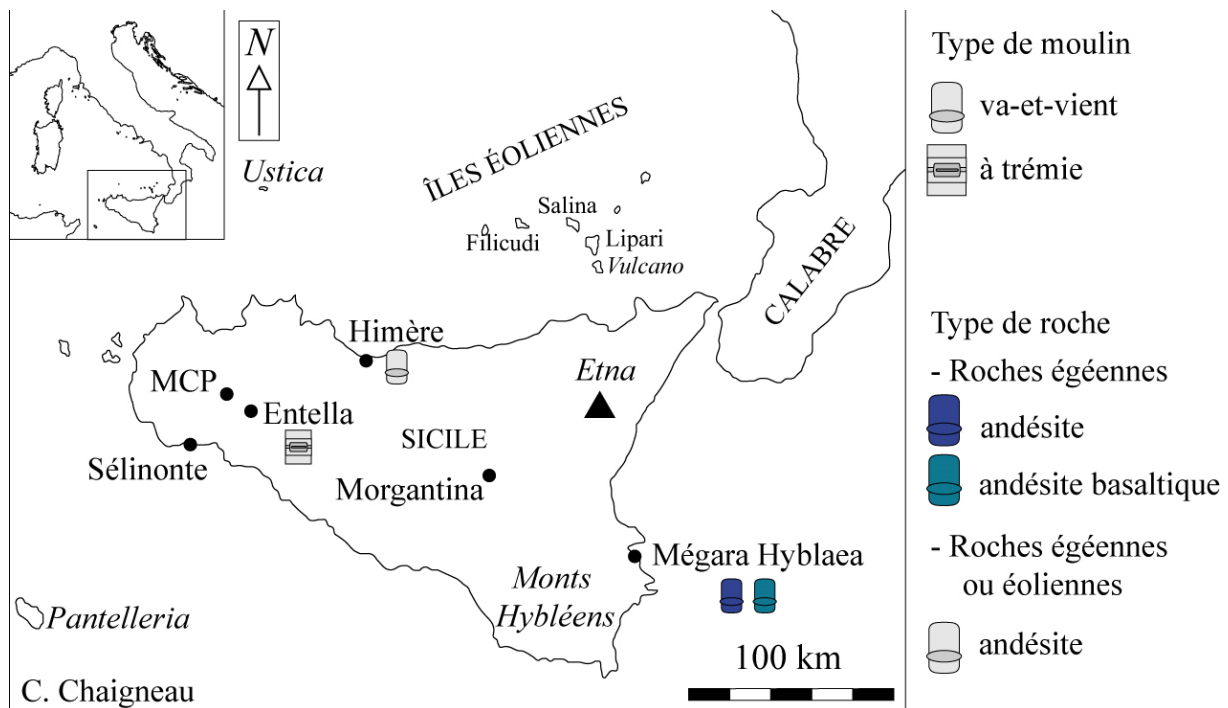 N
Ustica
ÎLES ÉOLIENNES
Salina
Filicudi
Lipari
Vulcano
CALABRE
Himère
MCP
Etna
Entella
SICILE
Sélinonte
Morgantina
Mégara Hyblaea
Monts
Hybléens
Pantelleria
100 km
C. Chaigneau
Type de moulin
va-et-vient
à trémie
Type de roche
- Roches égéennes
andésite
andésite basaltique
- Roches égéennes
ou éoliennes
andésite